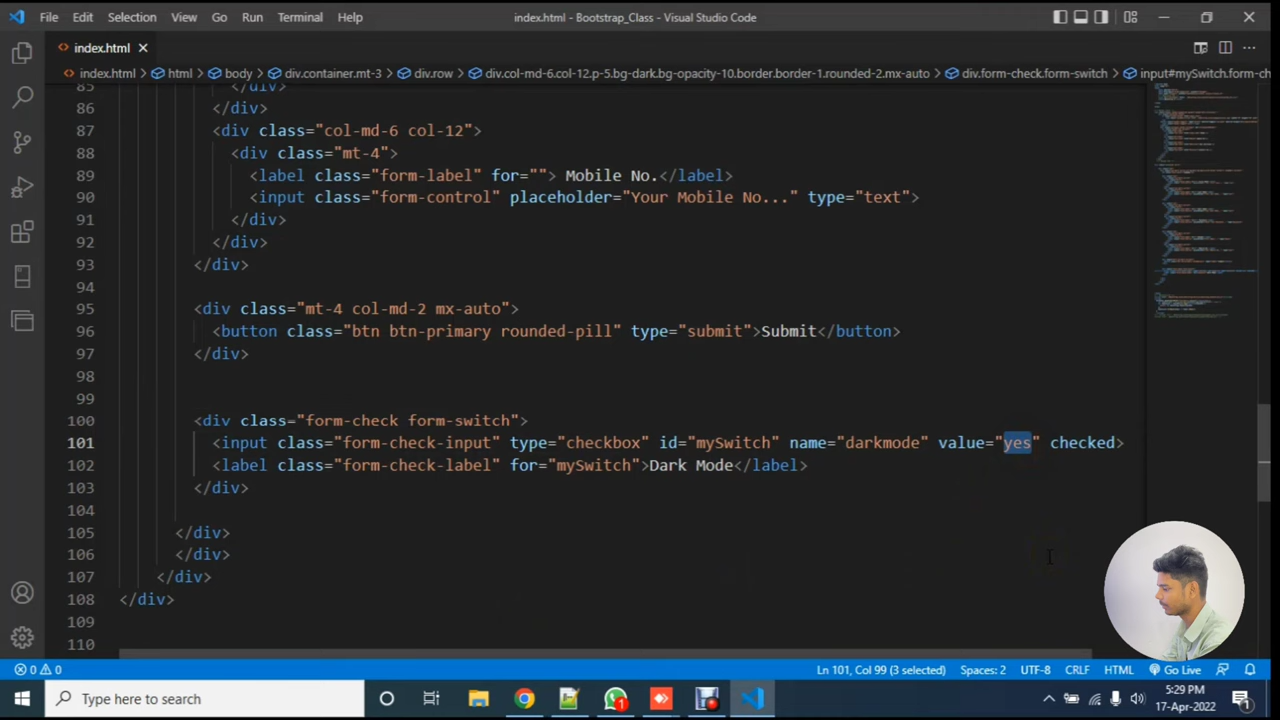 File Edit Selection View Go Run Terminal Help index.html - Bootstrap_Class - Visual Studio Code
<> index.html
<> index.html > html > body > div.container.mt-3 > div.row > div.col-md-6.col-12.p-5.bg-dark.bg-opacity-10.border.border-1.rounded-2.mx-auto > div.form-check.form-switch > input#mySwitch.form-ch
85 </div>
86 </div>
87 <div class="col-md-6 col-12">
88 <div class="mt-4">
89 <label class="form-label" for=""> Mobile No.</label>
90 <input class="form-control" placeholder="Your Mobile No..." type="text">
91 </div>
92 </div>
93 </div>
94
95 <div class="mt-4 col-md-2 mx-auto">
96 <button class="btn btn-primary rounded-pill" type="submit">Submit</button>
97 </div>
98
99
100 <div class="form-check form-switch">
101 <input class="form-check-input" type="checkbox" id="mySwitch" name="darkmode" value="yes" checked>
102 <label class="form-check-label" for="mySwitch">Dark Mode</label>
103 </div>
104
105 </div>
106 </div>
107 </div>
108 </div>
109
110
0 0 Ln 101, Col 99 (3 selected) Spaces: 2 UTF-8 CRLF HTML Go Live
Type here to search
1
5:29 PM
17-Apr-2022
1